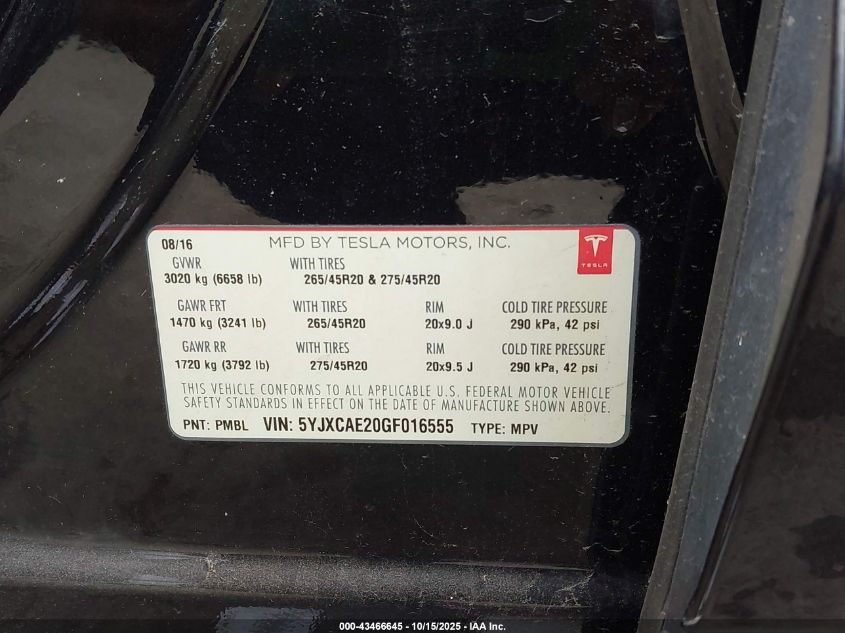 08/16 MFD BY TESLA MOTORS, INC.
TESLA
GVWR WITH TIRES
3020 kg (6658 lb) 265/45R20 & 275/45R20
GAWR FRT WITH TIRES RIM COLD TIRE PRESSURE
1470 kg (3241 lb) 265/45R20 20x9.0 J 290 kPa, 42 psi
GAWR RR WITH TIRES RIM COLD TIRE PRESSURE
1720 kg (3792 lb) 275/45R20 20x9.5 J 290 kPa, 42 psi
THIS VEHICLE CONFORMS TO ALL APPLICABLE U.S. FEDERAL MOTOR VEHICLE
SAFETY STANDARDS IN EFFECT ON THE DATE OF MANUFACTURE SHOWN ABOVE.
PNT: PMBL VIN: 5YJXCAE20GF016555 TYPE: MPV
000-43466645 - 10/15/2025 - IAA Inc.